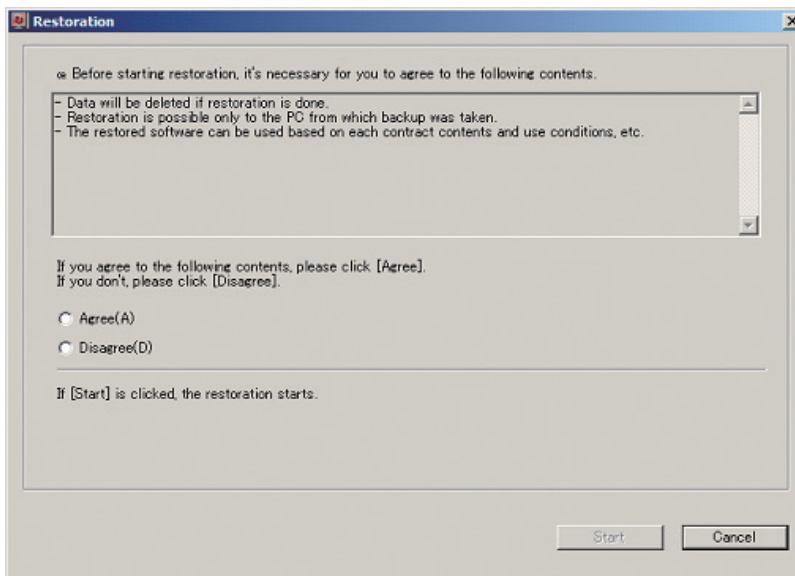 Restoration
Before starting restoration, it's necessary for you to agree to the following contents.
- Data will be deleted if restoration is done.
- Restoration is possible only to the PC from which backup was taken.
- The restored software can be used based on each contract contents and use conditions, etc.
If you agree to the following contents, please click [Agree].
If you don't, please click [Disagree].
Agree(A)
Disagree(D)
If [Start] is clicked, the restoration starts.
Start
Cancel